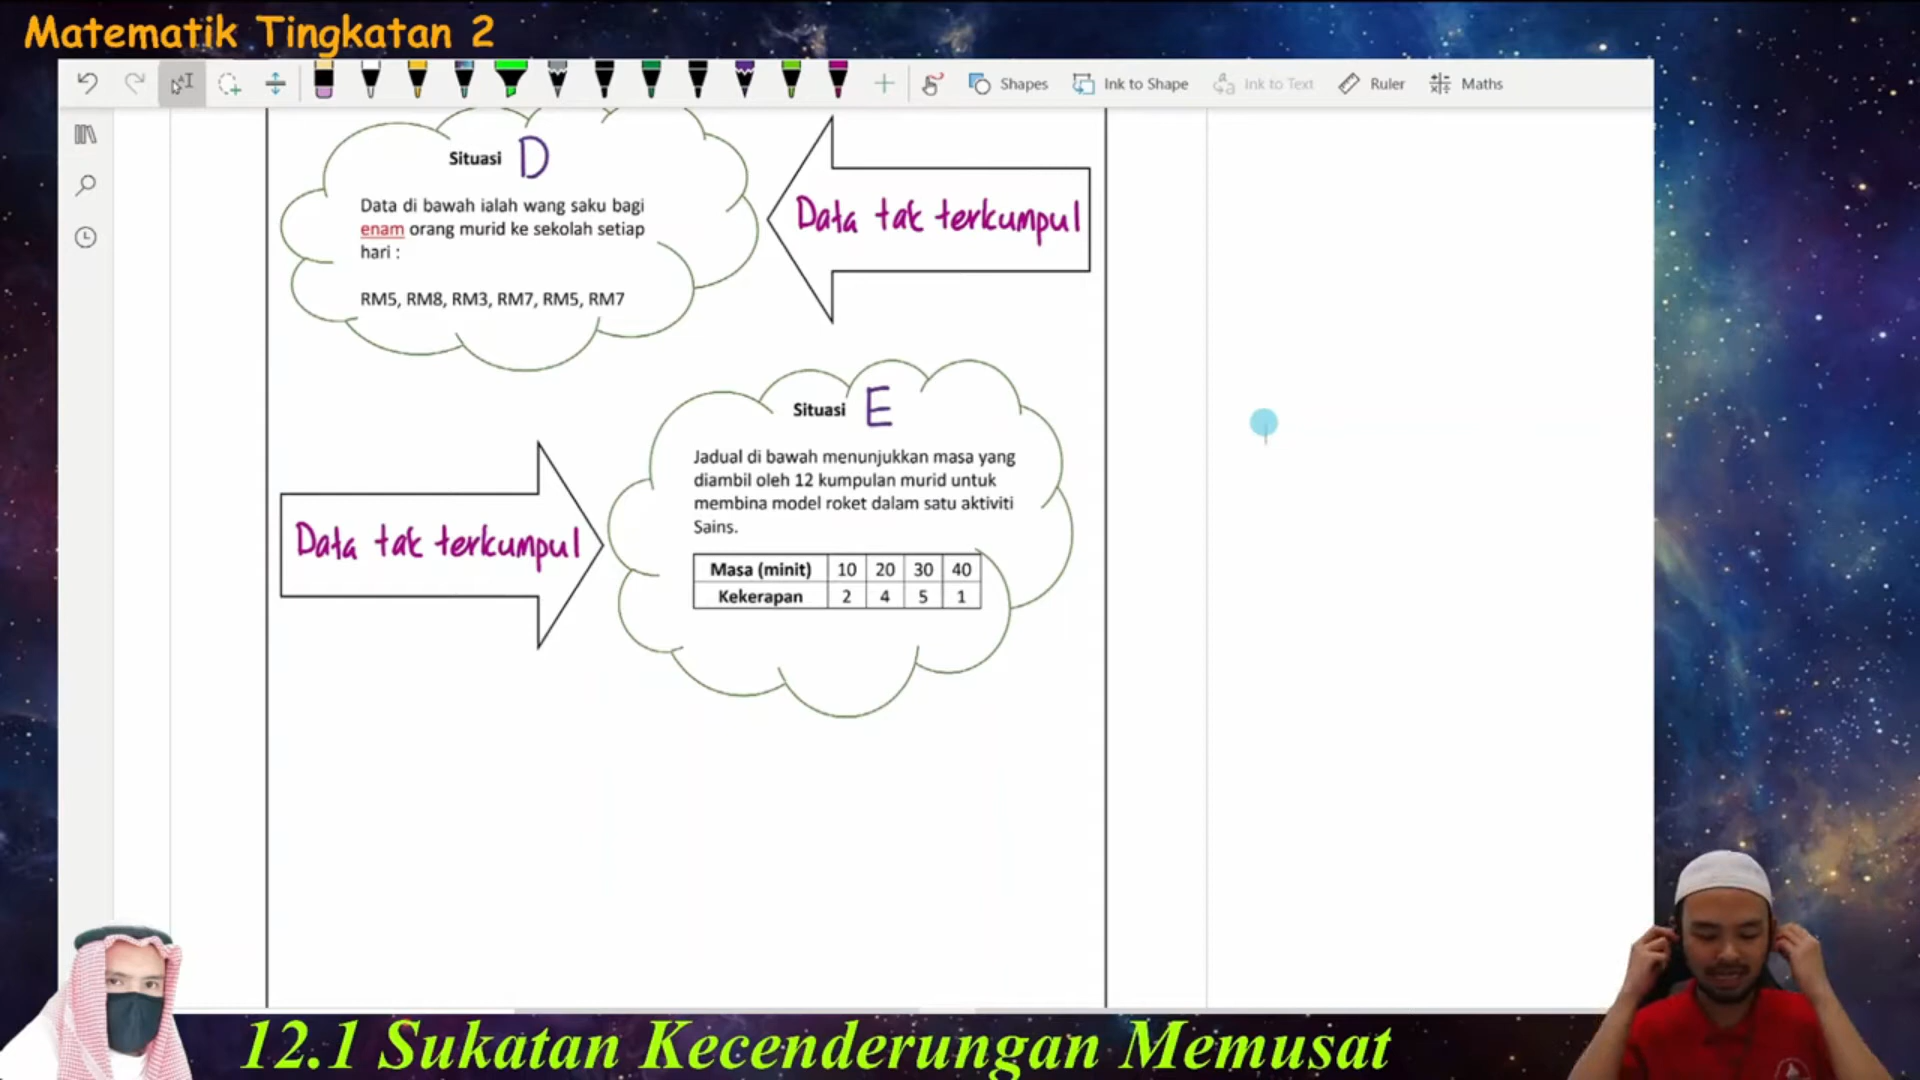 Matematik Tingkatan 2
Shapes
Ink to Shape
Ink to Text
Ruler
Maths
Situasi D
Data di bawah ialah wang saku bagi
enam orang murid ke sekolah setiap
hari :
RM5, RM8, RM3, RM7, RM5, RM7
Data tak terkumpul
Situasi E
Jadual di bawah menunjukkan masa yang
diambil oleh 12 kumpulan murid untuk
membina model roket dalam satu aktiviti
Sains.
Masa (minit) 10 20 30 40
Kekerapan 2 4 5 1
Data tak terkumpul
12.1 Sukatan Kecenderungan Memusat